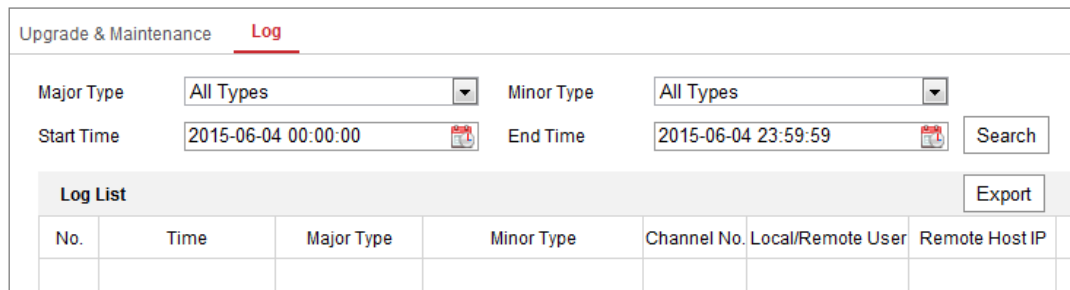 Upgrade & Maintenance Log
Major Type All Types Minor Type All Types
Start Time 2015-06-04 00:00:00 End Time 2015-06-04 23:59:59 Search
Log List Export
No. Time Major Type Minor Type Channel No. Local/Remote User Remote Host IP